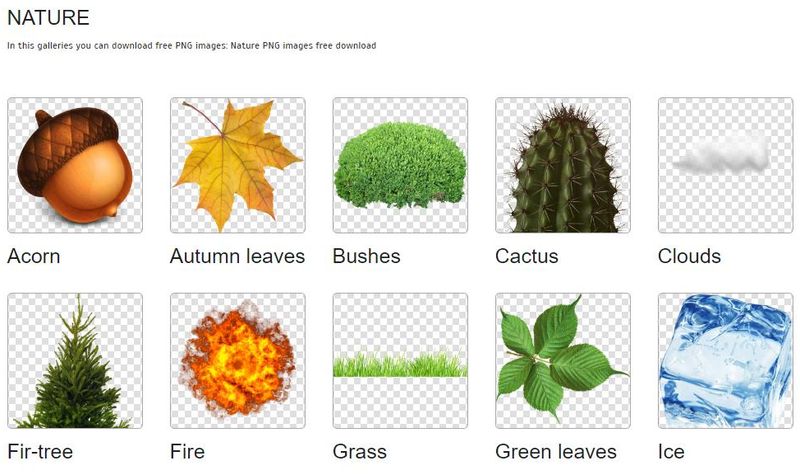 NATURE
In this galleries you can download free PNG images: Nature PNG images free download
Acorn
Autumn leaves
Bushes
Cactus
Clouds
Fir-tree
Fire
Grass
Green leaves
Ice